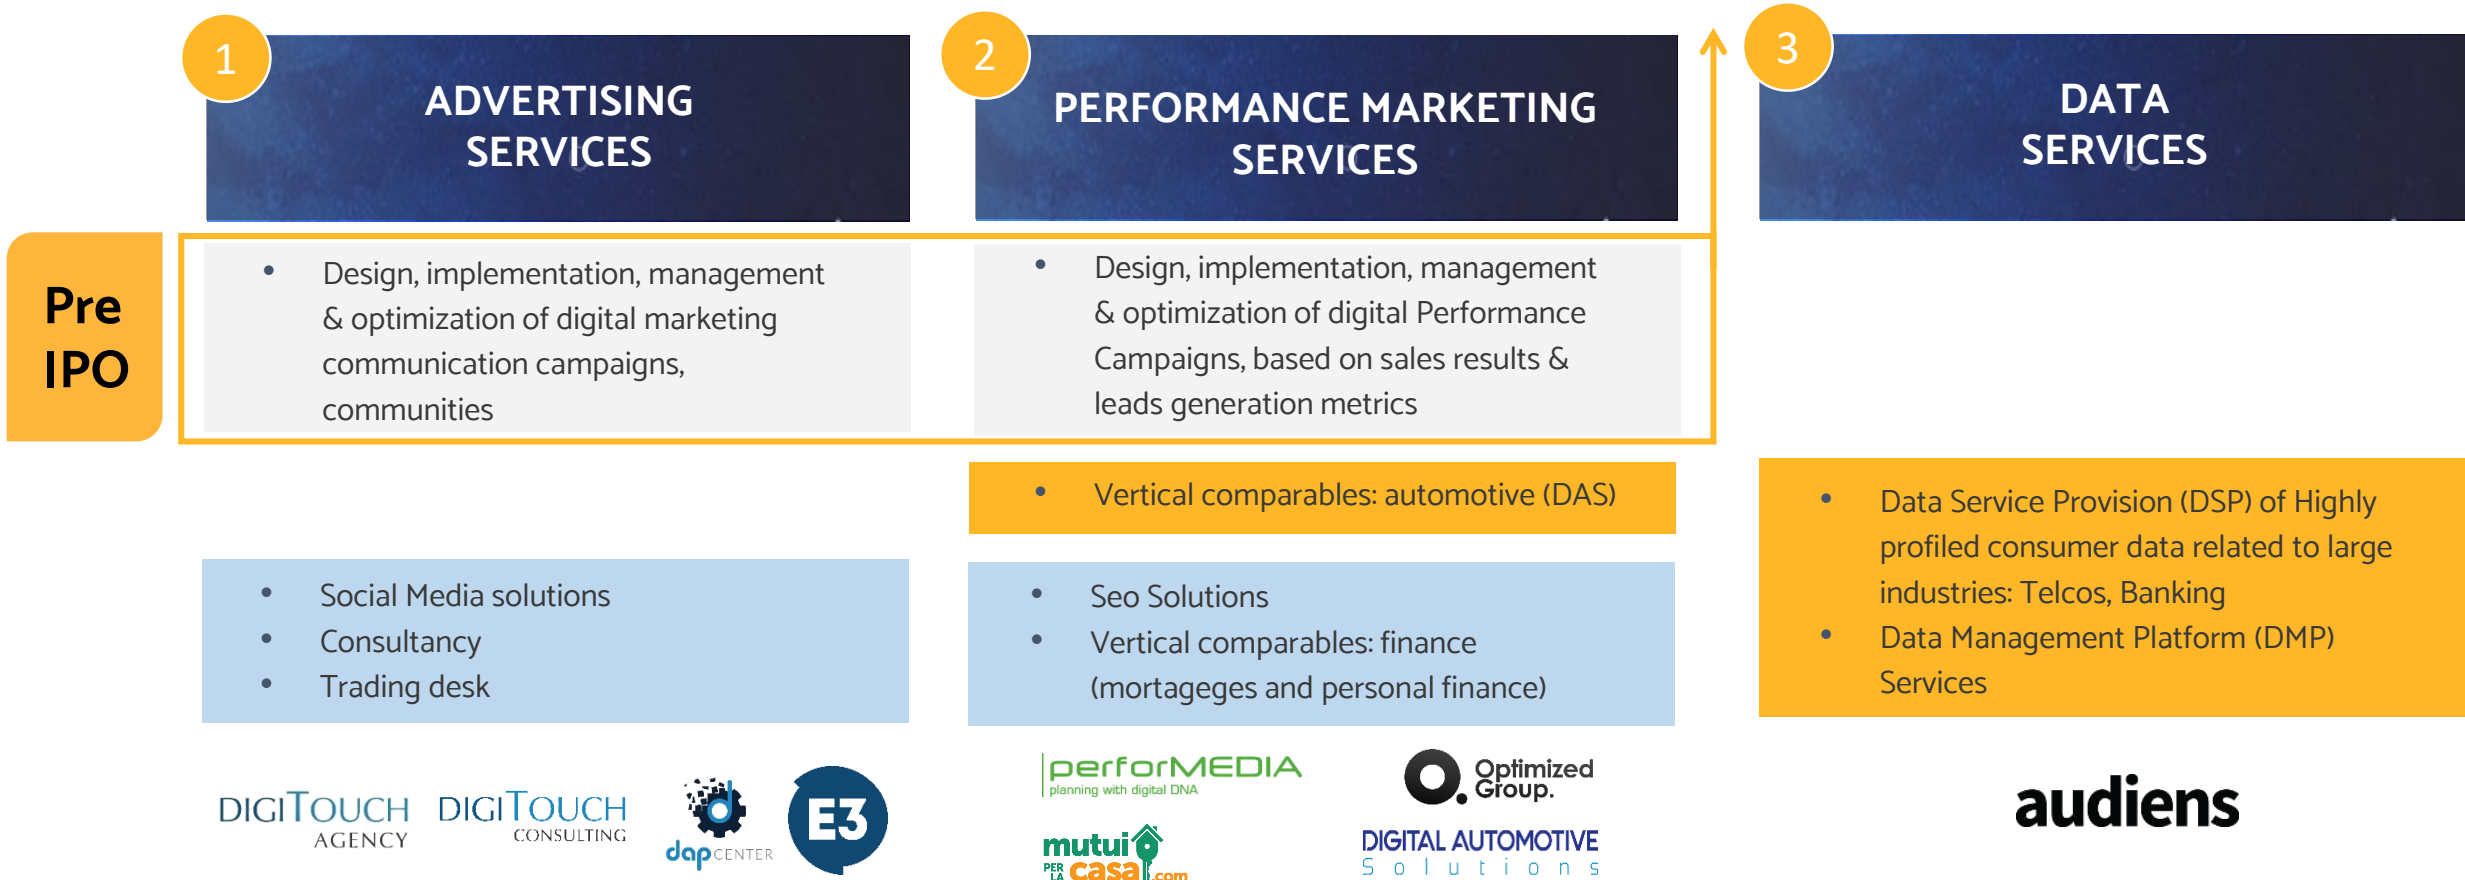 1
ADVERTISING
SERVICES
2
PERFORMANCE MARKETING
SERVICES
3
DATA
SERVICES
Pre
IPO
• Design, implementation, management
& optimization of digital marketing
communication campaigns,
communities
• Design, implementation, management
& optimization of digital Performance
Campaigns, based on sales results &
leads generation metrics
• Vertical comparables: automotive (DAS)
• Social Media solutions
• Consultancy
• Trading desk
• Seo Solutions
• Vertical comparables: finance
(mortageges and personal finance)
• Data Service Provision (DSP) of Highly
profiled consumer data related to large
industries: Telcos, Banking
• Data Management Platform (DMP)
Services
DIGITOUCH
AGENCY
DIGITOUCH
CONSULTING
d
dap CENTER
E3
perforMEDIA
planning with digital DNA
Optimized
Group.
mutui
PER
LA casa.com
DIGITAL AUTOMOTIVE
Solutions
audiens